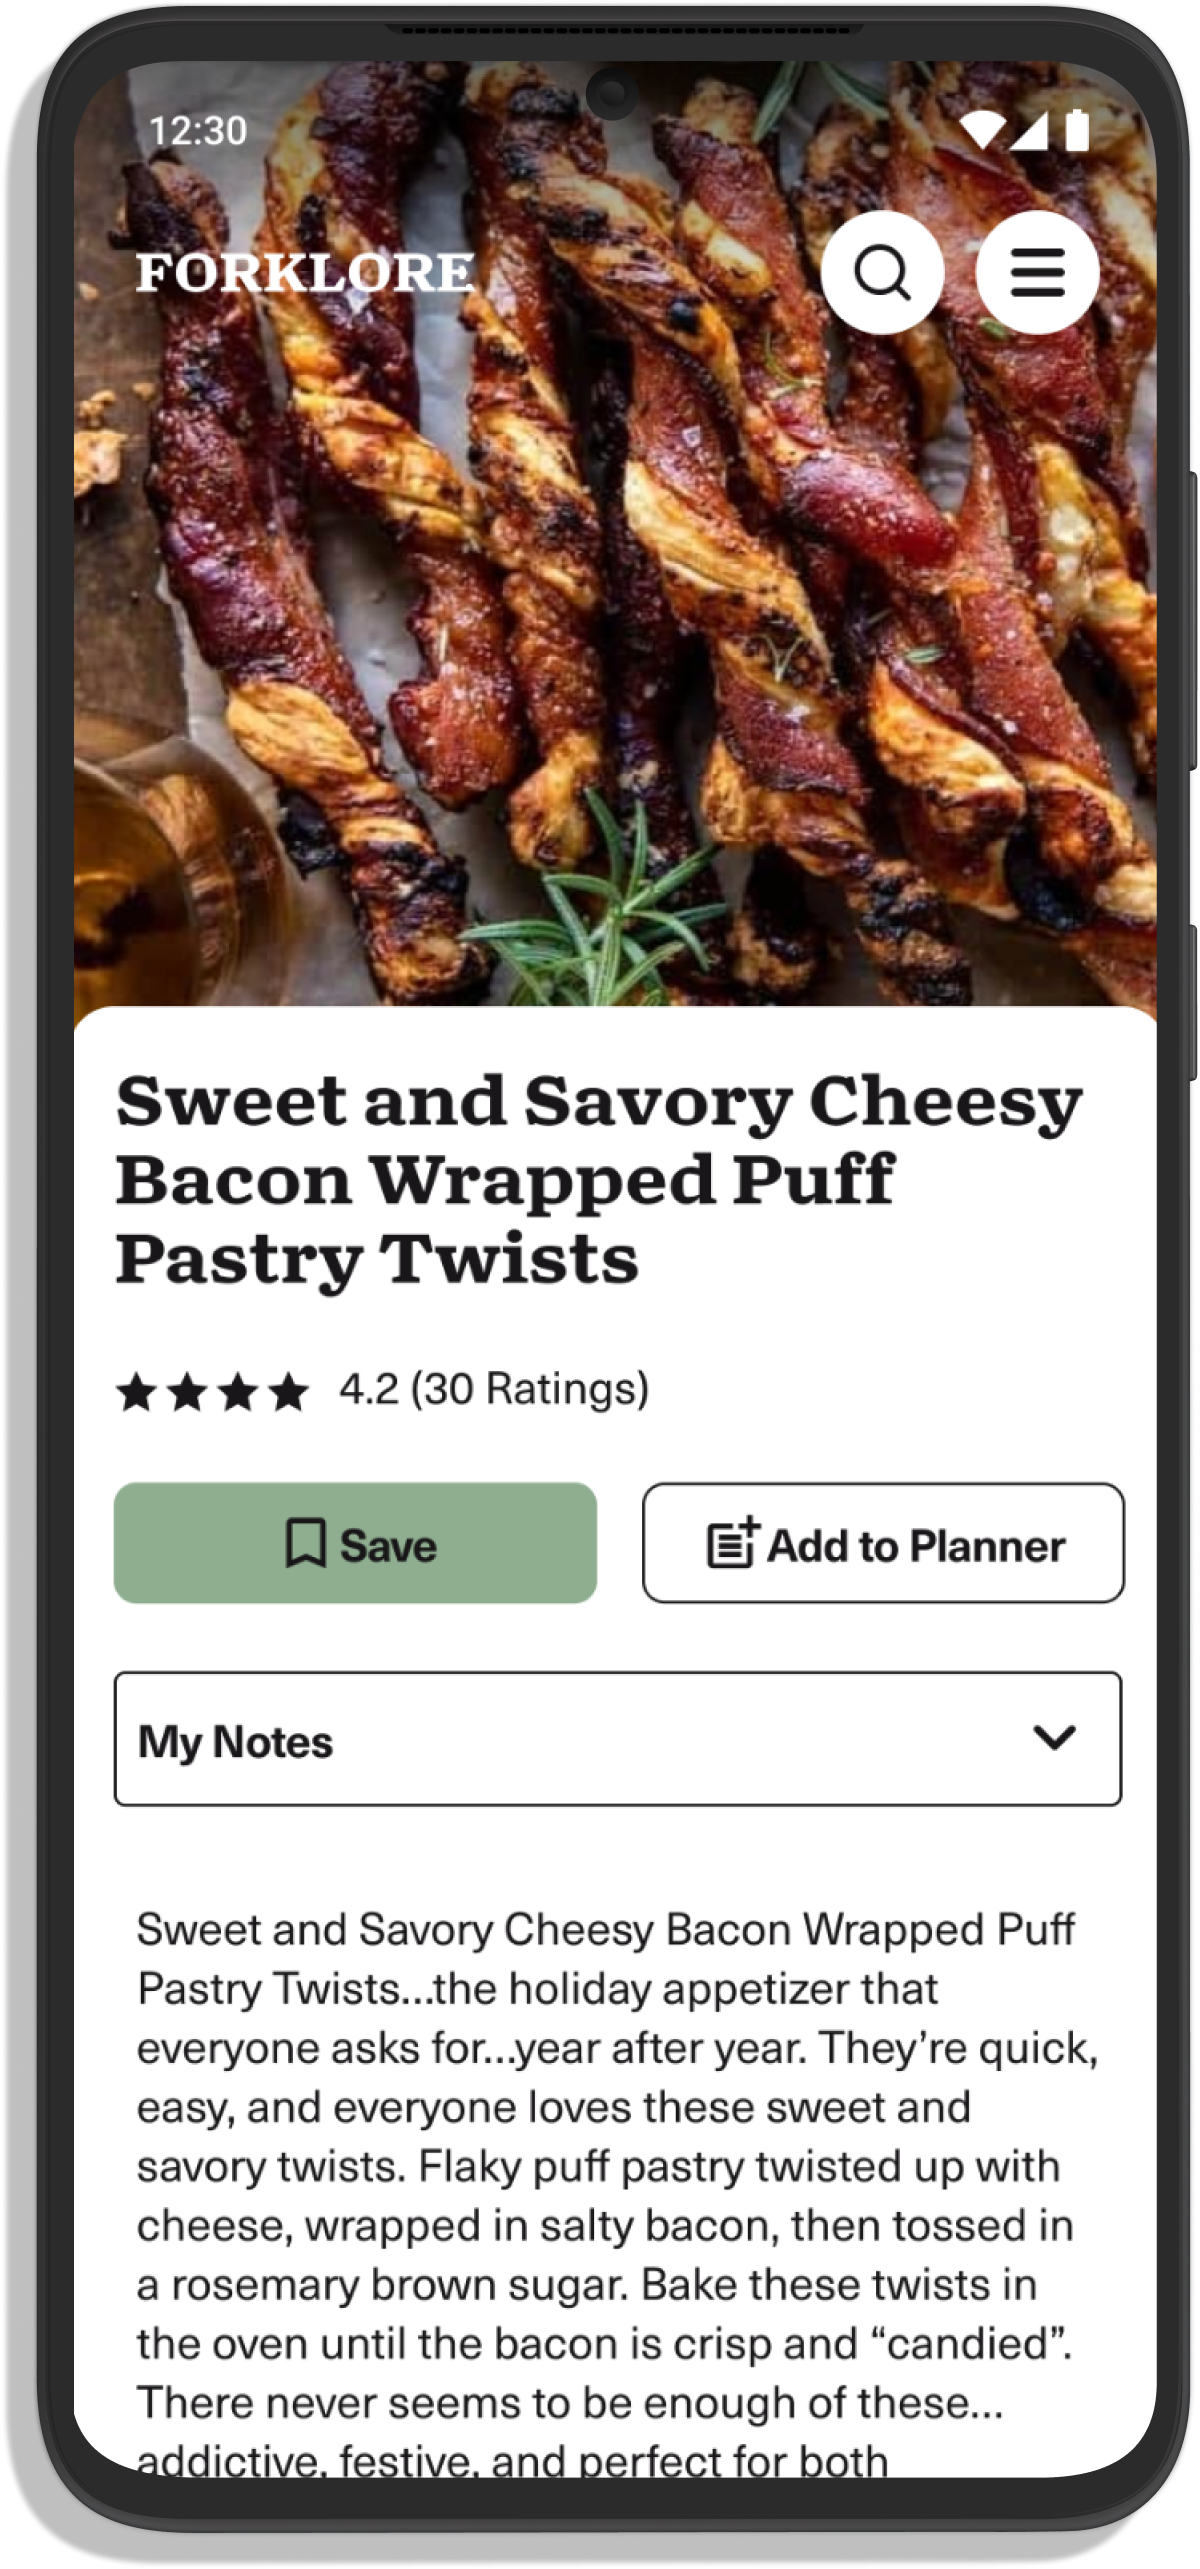 12:30
FORKLORE
Sweet and Savory Cheesy
Bacon Wrapped Puff
Pastry Twists
4.2 (30 Ratings)
Save
Add to Planner
My Notes
Sweet and Savory Cheesy Bacon Wrapped Puff
Pastry Twists...the holiday appetizer that
everyone asks for...year after year. They’re quick,
easy, and everyone loves these sweet and
savory twists. Flaky puff pastry twisted up with
cheese, wrapped in salty bacon, then tossed in
a rosemary brown sugar. Bake these twists in
the oven until the bacon is crisp and “candied”.
There never seems to be enough of these...
addictive, festive, and perfect for both